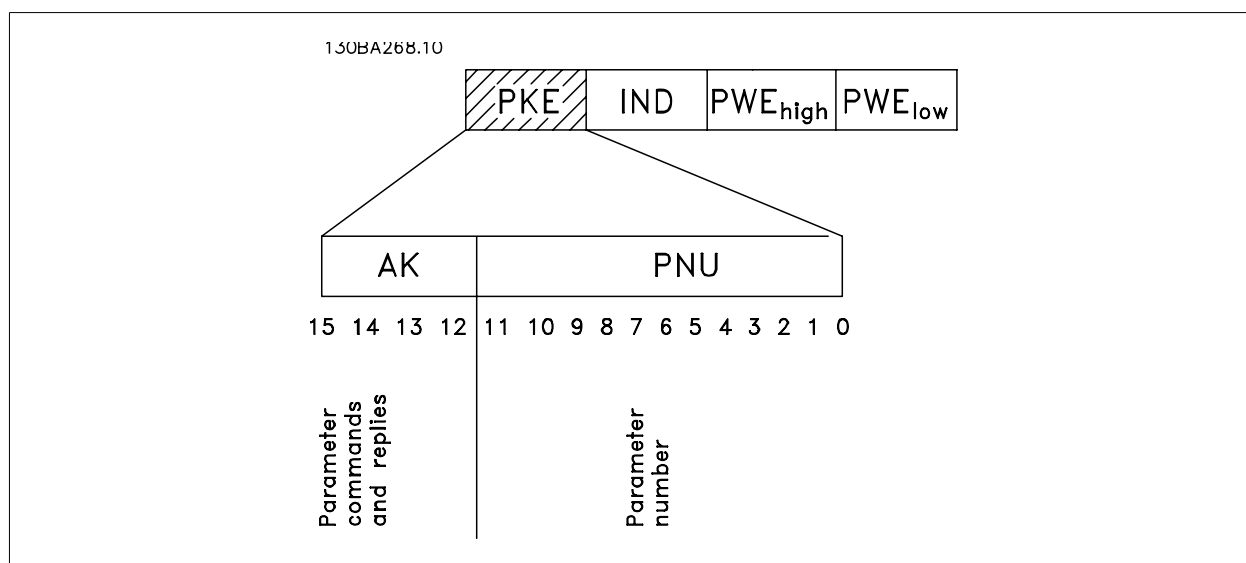 130BA268.10
PKE IND PWEhigh PWElow
AK PNU
15 14 13 12 11 10 9 8 7 6 5 4 3 2 1 0
Parameter
commands
and replies
Parameter
number